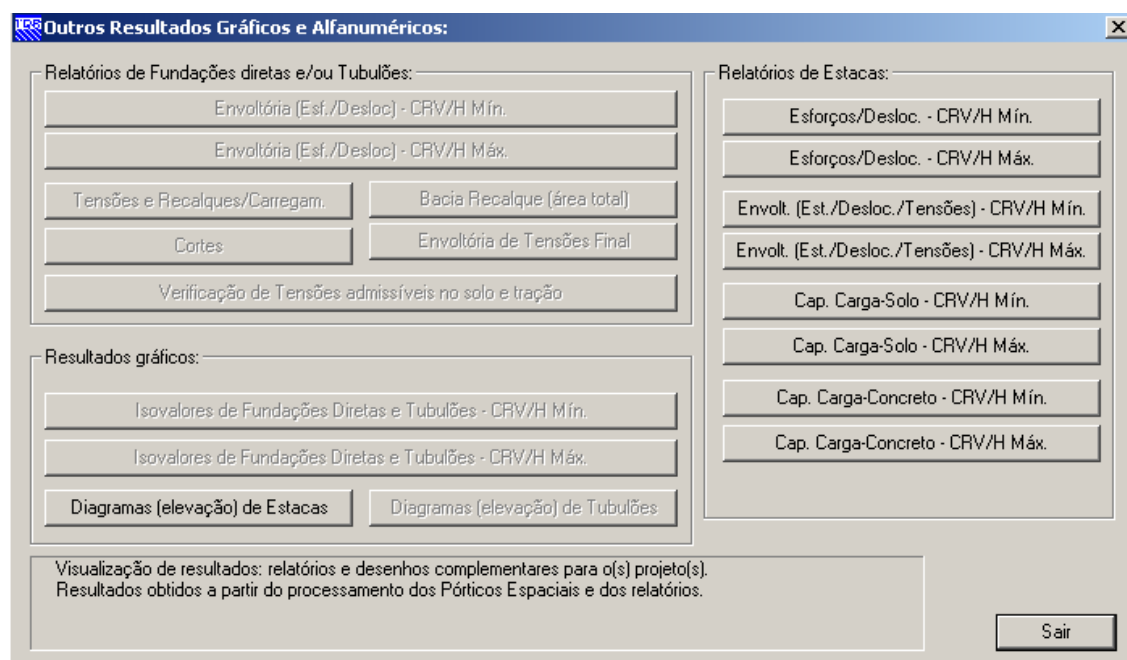 Outros Resultados Gráficos e Alfanuméricos:
Relatórios de Fundações diretas e/ou Tubulões:
Envoltória (Esf./Desloc) - CRV/H Mín.
Envoltória (Esf./Desloc) - CRV/H Máx.
Tensões e Recalques/Carregam.
Bacia Recalque (área total)
Cortes
Envoltória de Tensões Final
Verificação de Tensões admissíveis no solo e tração
Resultados gráficos:
Isovalores de Fundações Diretas e Tubulões - CRV/H Mín.
Isovalores de Fundações Diretas e Tubulões - CRV/H Máx.
Diagramas (elevação) de Estacas
Diagramas (elevação) de Tubulões
Relatórios de Estacas:
Esforços/Desloc. - CRV/H Mín.
Esforços/Desloc. - CRV/H Máx.
Envolt. (Est./Desloc./Tensões) - CRV/H Mín.
Envolt. (Est./Desloc./Tensões) - CRV/H Máx.
Cap. Carga-Solo - CRV/H Mín.
Cap. Carga-Solo - CRV/H Máx.
Cap. Carga-Concreto - CRV/H Mín.
Cap. Carga-Concreto - CRV/H Máx.
Visualização de resultados: relatórios e desenhos complementares para o(s) projeto(s).
Resultados obtidos a partir do processamento dos Pórticos Espaciais e dos relatórios.
Sair